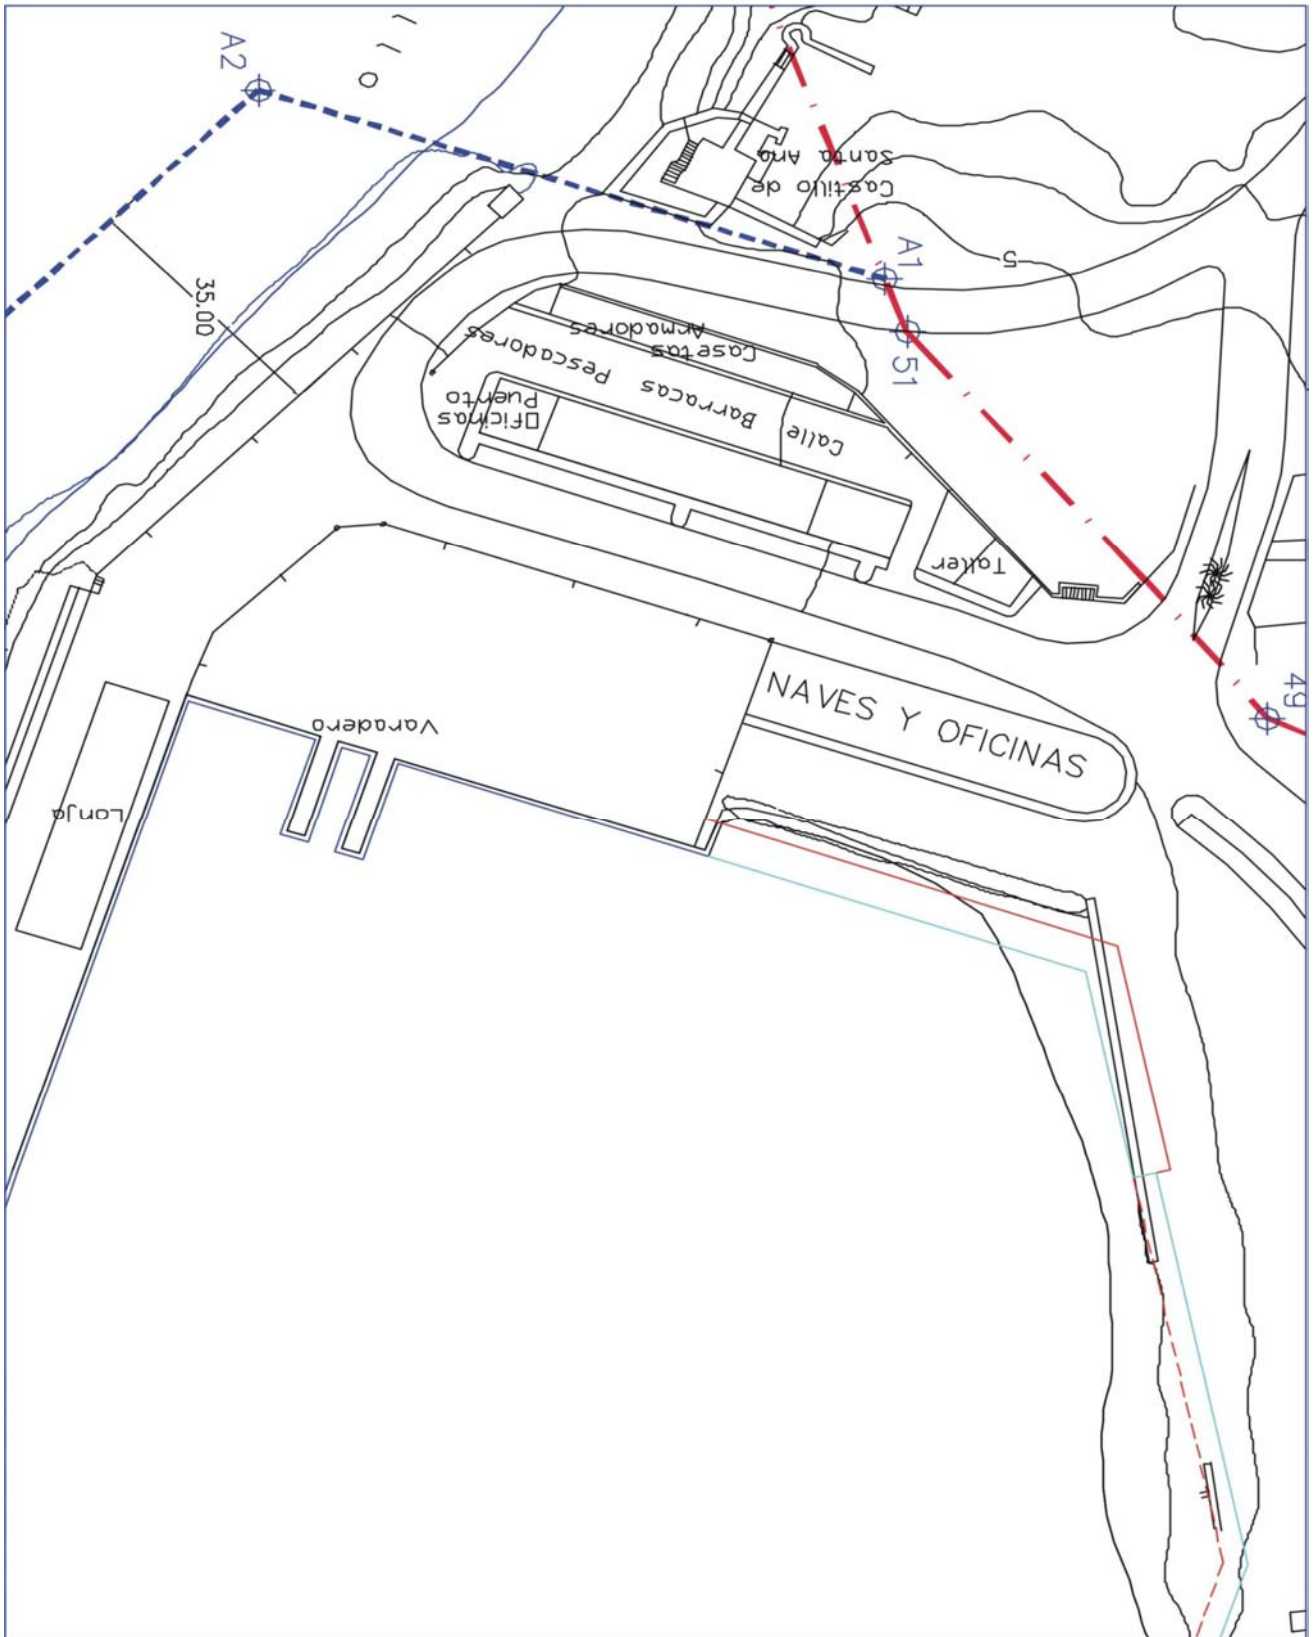 A2
l l o
Castillo de
Santa Ana
A1
5
51
35.00
Casetas
Armadores
Calle Barracas Pescadores
Oficinas
Puerto
Taller
49
NAVES Y OFICINAS
Varadero
Lonja